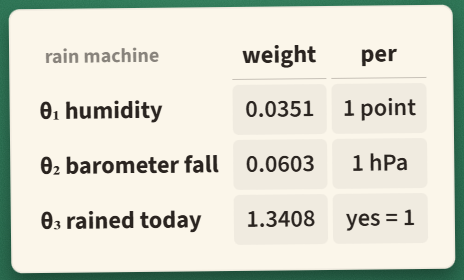 rain machine weight per
θ₁ humidity 0.0351 1 point
θ₂ barometer fall 0.0603 1 hPa
θ₃ rained today 1.3408 yes = 1